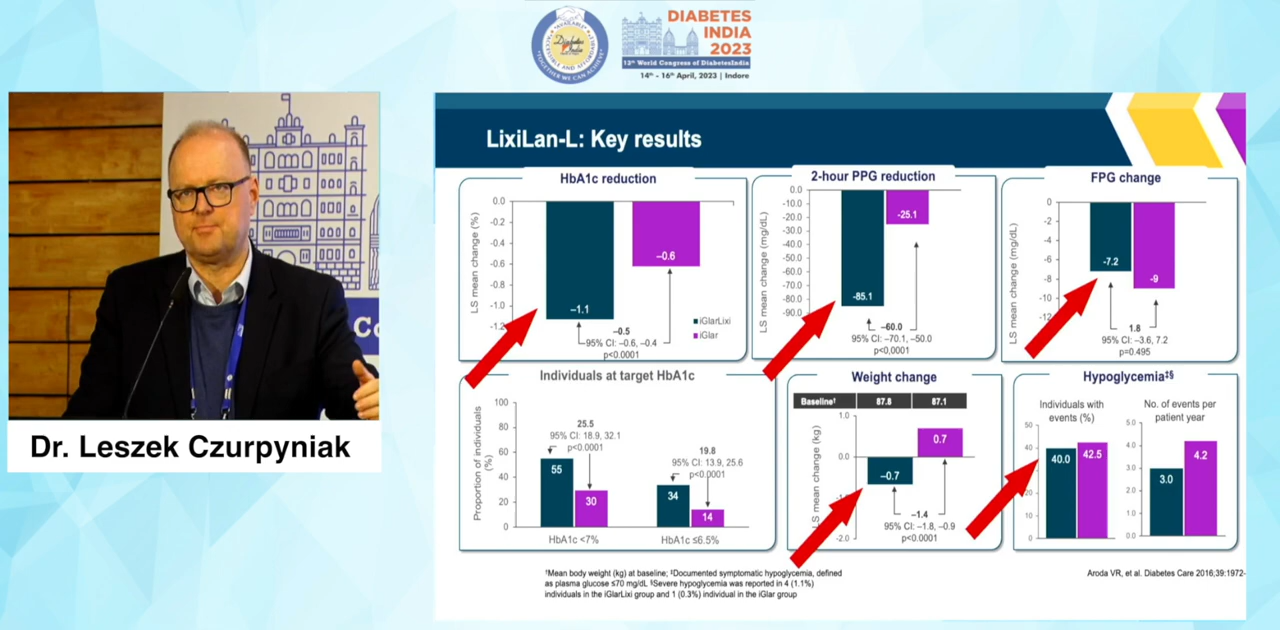 AVAILABLE
Diabetes
India
ACCESSIBLE AND AFFORDABLE
"TOGETHER WE CAN ACHIEVE"
DIABETES
INDIA
2023
12th World Congress of DiabetesIndia
14th - 16th April, 2023 | Indore
Co
Dr. Leszek Czurpyniak
LixiLan-L: Key results
HbA1c reduction
LS mean change (%)
0.0
-0.2
-0.4
-0.6
-0.8
-1.0
-1.2
–1.1
–0.6
–0.5
95% CI: –0.6, –0.4
p<0.0001
iGlarLixi
iGlar
2-hour PPG reduction
LS mean change (mg/dL)
0.0
-10.0
-20.0
-30.0
-40.0
-50.0
-60.0
-70.0
-80.0
-90.0
-85.1
-25.1
–60.0
95% CI: –70.1, –50.0
p<0,0001
FPG change
LS mean change (mg/dL)
0
-2
-4
-6
-8
-10
-12
-7.2
-9
1.8
95% CI: –3.6, 7.2
p=0.495
Individuals at target HbA1c
Proportion of individuals
(%)
100
80
60
40
20
0
25.5
95% CI: 18.9, 32.1
p<0.0001
55
30
19.8
95% CI: 13.9, 25.6
p<0.0001
34
14
HbA1c <7%
HbA1c ≤6.5%
Weight change
Baseline† 87.8 87.1
LS mean change (kg)
1.0
0.0
-2.0
–0.7
0.7
–1.4
95% CI: –1.8, –0.9
p<0.0001
Hypoglycemia‡§
Individuals with
events (%)
50
20
10
0
40.0
42.5
No. of events per
patient year
5.0
4.0
3.0
2.0
1.0
0.0
3.0
4.2
†Mean body weight (kg) at baseline; ‡Documented symptomatic hypoglycemia, defined
as plasma glucose ≤70 mg/dL §Severe hypoglycemia was reported in 4 (1.1%)
individuals in the iGlarLixi group and 1 (0.3%) individual in the iGlar group
Aroda VR, et al. Diabetes Care 2016;39:1972-